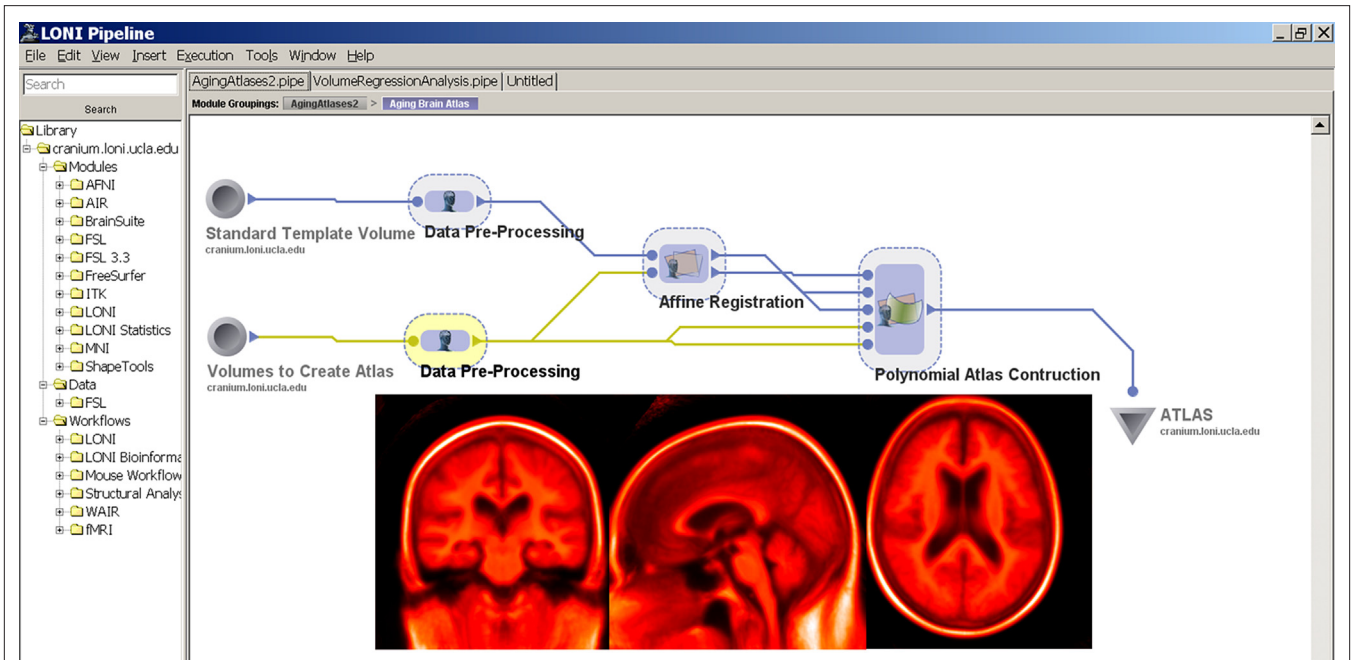 LONI Pipeline
File Edit View Insert Execution Tools Window Help
Search
Search
AgingAtlases2.pipe VolumeRegressionAnalysis.pipe Untitled
Module Groupings: AgingAtlases2 > Aging Brain Atlas
Library
cranium.loni.ucla.edu
Modules
AFNI
AIR
BrainSuite
FSL
FSL 3.3
FreeSurfer
ITK
LONI
LONI Statistics
MNI
ShapeTools
Data
FSL
Workflows
LONI
LONI Bioinforma
Mouse Workflow
Structural Analys
WAIR
fMRI
Standard Template Volume
cranium.loni.ucla.edu
Data Pre-Processing
Affine Registration
Volumes to Create Atlas
cranium.loni.ucla.edu
Data Pre-Processing
Polynomial Atlas Contruction
ATLAS
cranium.loni.ucla.edu